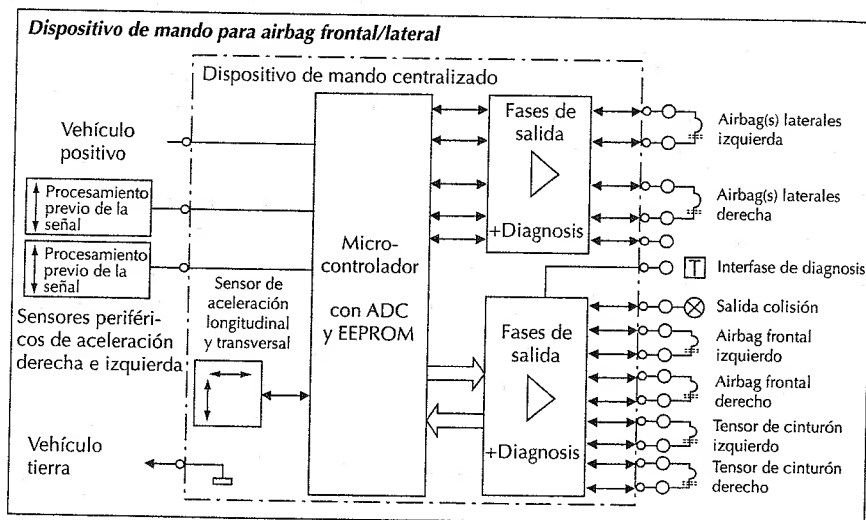 Dispositivo de mando para airbag frontal/lateral
Dispositivo de mando centralizado
Vehículo
positivo
Procesamiento
previo de la
señal
Procesamiento
previo de la
señal
Sensores periféri-
cos de aceleración
derecha e izquierda
Vehículo
tierra
Sensor de
aceleración
longitudinal
y transversal
Micro-
controlador
con ADC
y EEPROM
Fases de
salida
+Diagnosis
Fases de
salida
+Diagnosis
Airbag(s) laterales
izquierda
Airbag(s) laterales
derecha
T Interfase de diagnosis
Salida colisión
Airbag frontal
izquierdo
Airbag frontal
derecho
Tensor de cinturón
izquierdo
Tensor de cinturón
derecho